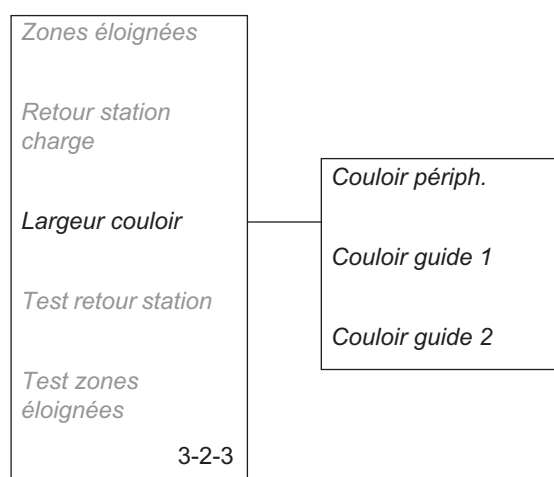 Zones éloignées
Retour station
charge
Largeur couloir
Test retour station
Test zones
éloignées
3-2-3
Couloir périph.
Couloir guide 1
Couloir guide 2